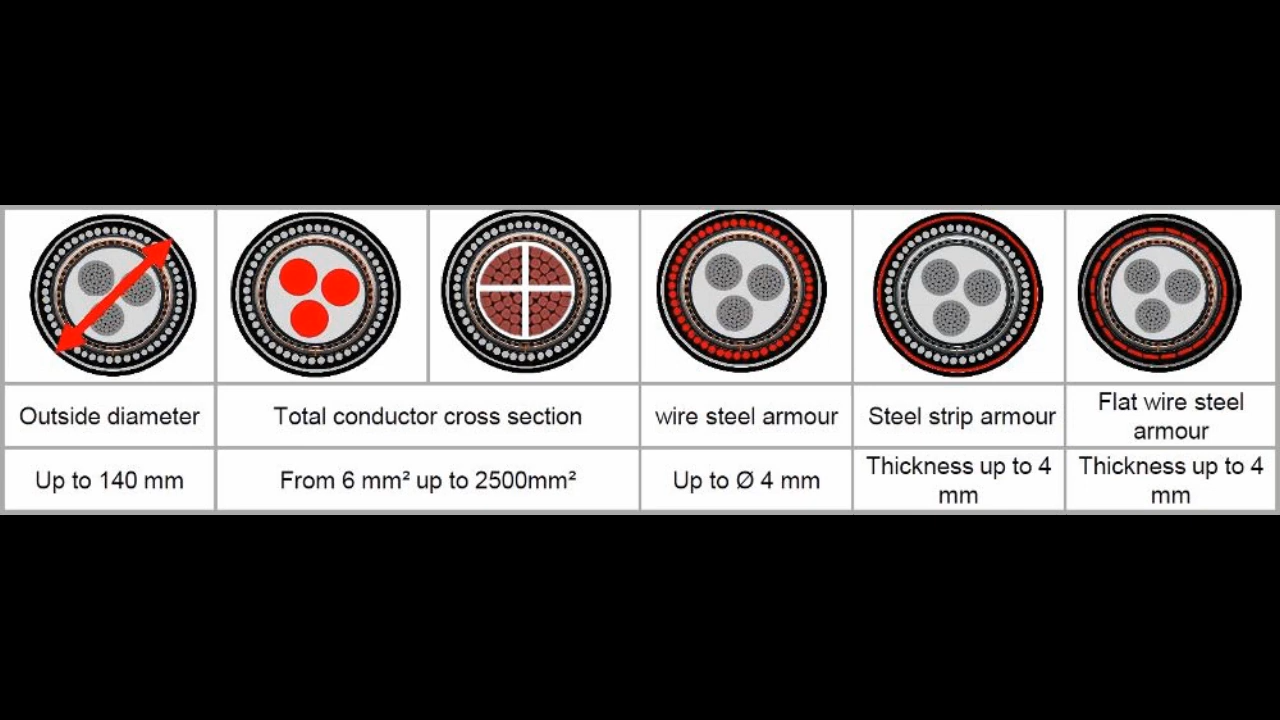 Outside diameter
Total conductor cross section
wire steel armour
Steel strip armour
Flat wire steel
armour
Up to 140 mm
From 6 mm² up to 2500mm²
Up to Ø 4 mm
Thickness up to 4
mm
Thickness up to 4
mm